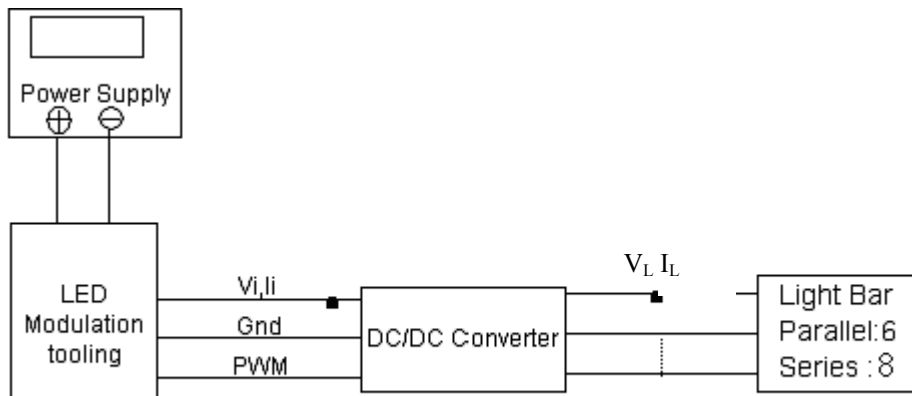 Power Supply
LED
Modulation
tooling
Vi,Ii
Gnd
PWM
DC/DC Converter
VL IL
Light Bar
Parallel:6
Series :8